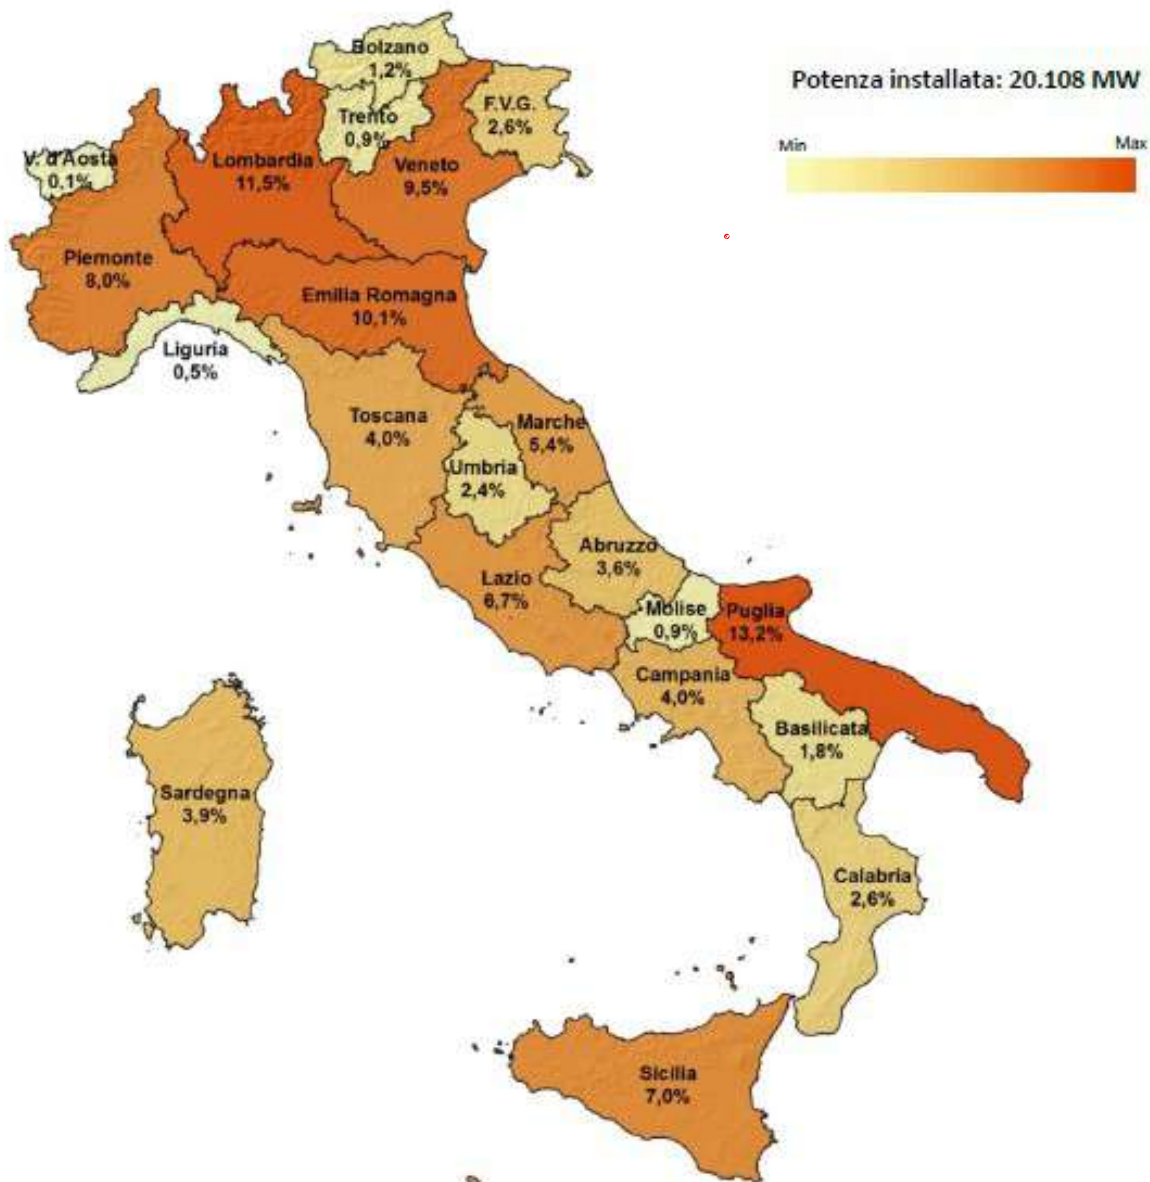 Potenza installata: 20.108 MW
Min
Max
Bolzano
1,2%
Trento
0,9%
F.V.G.
2,6%
V. d'Aosta
0,1%
Lombardia
11,5%
Veneto
9,5%
Piemonte
8,0%
Emilia Romagna
10,1%
Liguria
0,5%
Toscana
4,0%
Marche
5,4%
Umbria
2,4%
Abruzzo
3,6%
Lazio
6,7%
Molise
0,9%
Puglia
13,2%
Campania
4,0%
Basilicata
1,8%
Sardegna
3,9%
Calabria
2,6%
Sicilia
7,0%